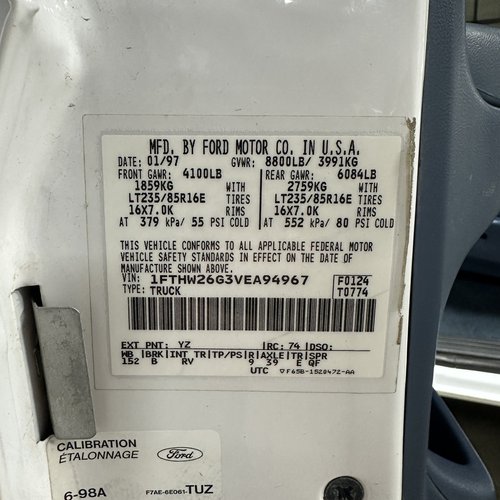 MFD. BY FORD MOTOR CO. IN U.S.A.
DATE: 01/97 GVWR: 8800LB/ 3991KG
FRONT GAWR: 4100LB REAR GAWR: 6084LB
1859KG WITH 2759KG WITH
LT235/85R16E TIRES LT235/85R16E TIRES
16X7.0K RIMS 16X7.0K RIMS
AT 379 kPa/ 55 PSI COLD AT 552 kPa/ 80 PSI COLD
THIS VEHICLE CONFORMS TO ALL APPLICABLE FEDERAL MOTOR
VEHICLE SAFETY STANDARDS IN EFFECT ON THE DATE OF
MANUFACTURE SHOWN ABOVE.
VIN: 1FTHW26G3VEA94967 F0124
TYPE: TRUCK T0774
EXT PNT: YZ RC: 74 DSO:
WB BRK INT TR TP/PS R AXLE TR SPR
152 B RV 9 39 E QF
UTC ▽F65B-1520472-AA
CALIBRATION
ÉTALONNAGE Ford
6-98A F7AE-6E061-TUZ